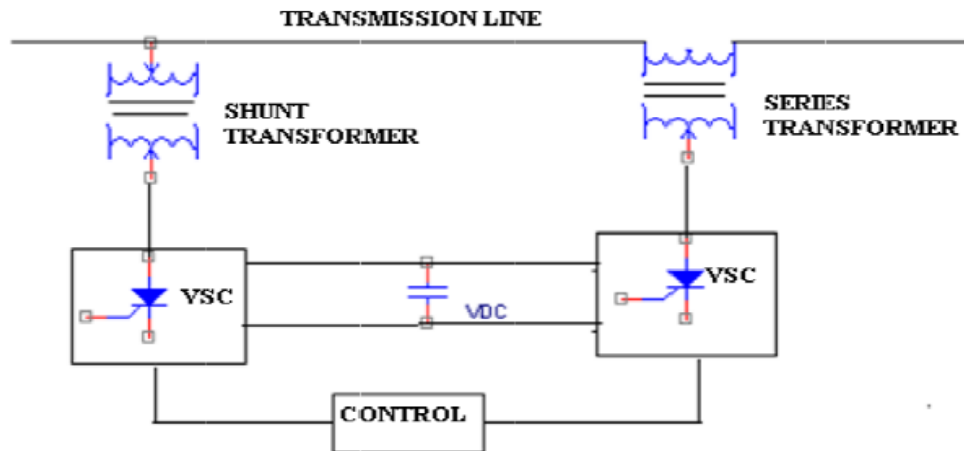 TRANSMISSION LINE
SHUNT
TRANSFORMER
SERIES
TRANSFORMER
VSC
VSC
VDC
CONTROL